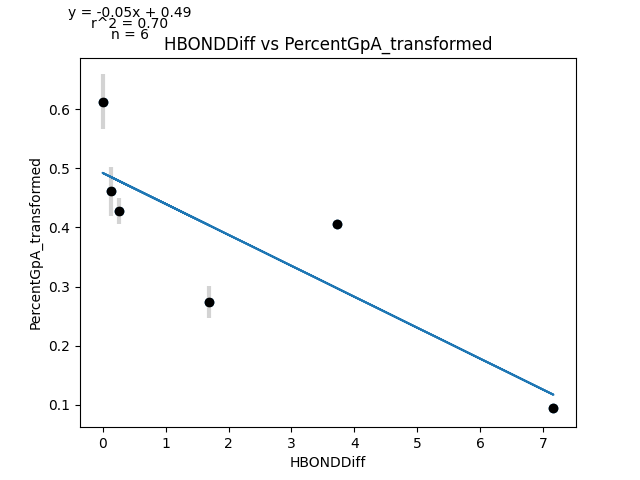 y = -0.05x + 0.49
r^2 = 0.70
n = 6
HBONDDiff vs PercentGpA_transformed
PercentGpA_transformed
0.6
0.5
0.4
0.3
0.2
0.1
0 1 2 3 4 5 6 7
HBONDDiff